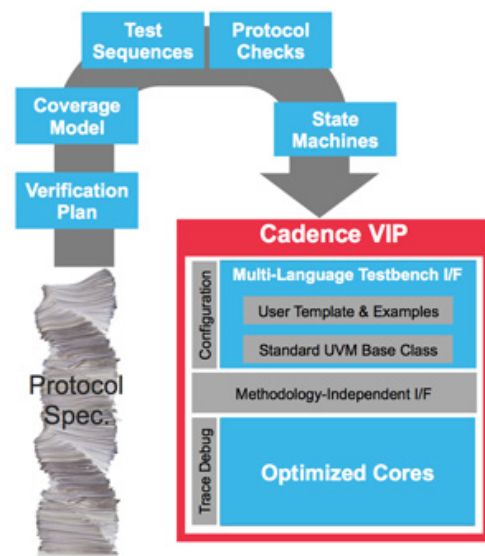 Test
Sequences
Protocol
Checks
Coverage
Model
State
Machines
Verification
Plan
Protocol
Spec.
Cadence VIP
Configuration
Multi-Language Testbench I/F
User Template & Examples
Standard UVM Base Class
Methodology-Independent I/F
Trace Debug
Optimized Cores